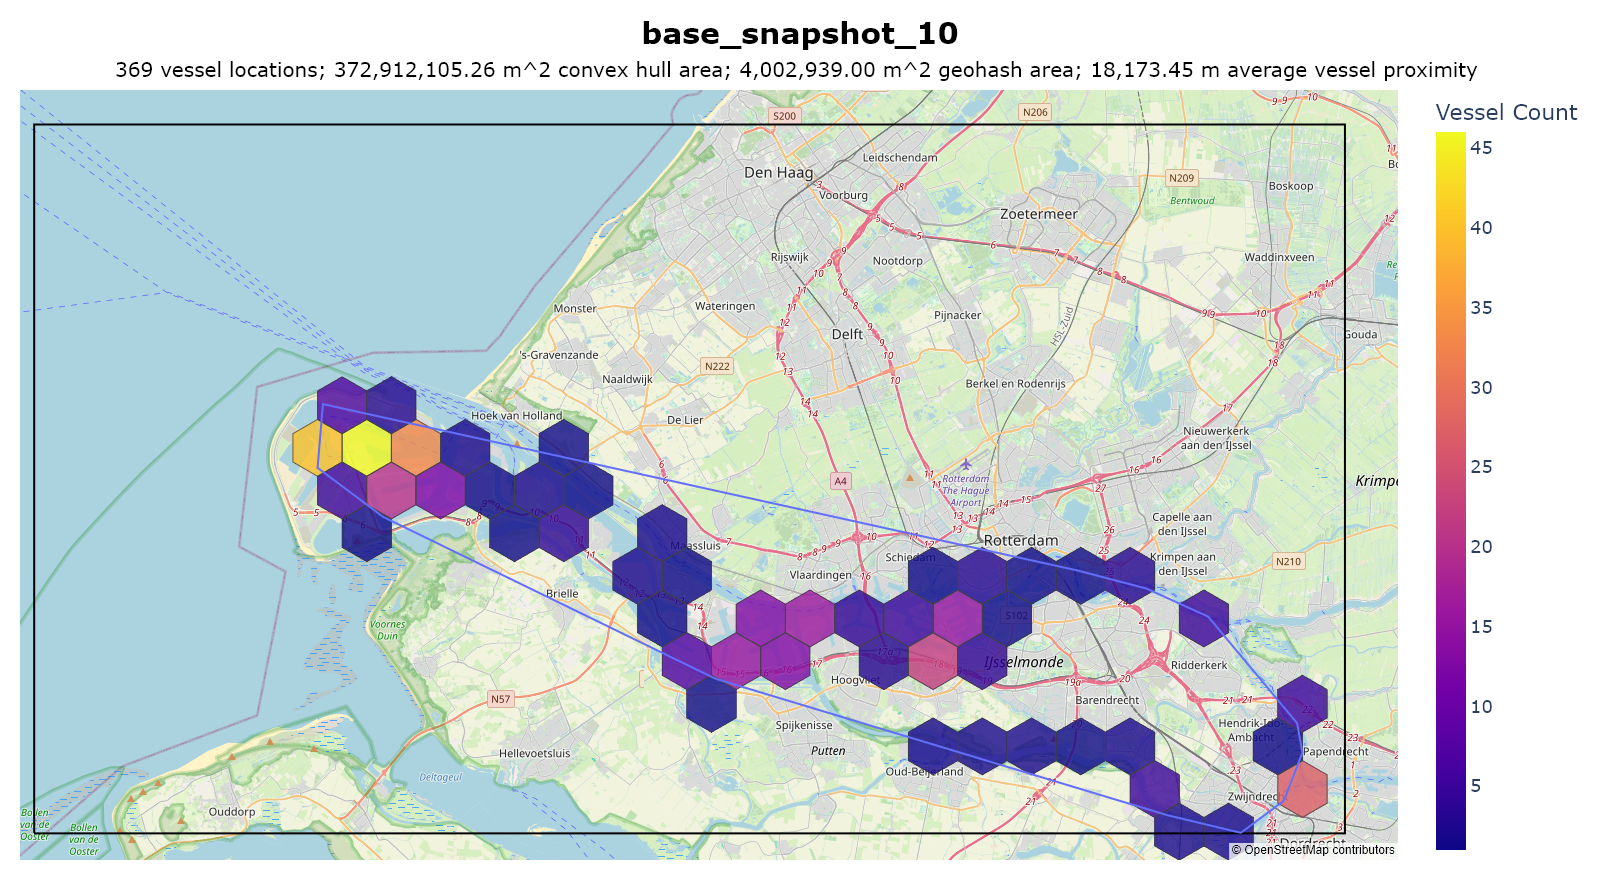 base_snapshot_10
369 vessel locations; 372,912,105.26 m^2 convex hull area; 4,002,939.00 m^2 geohash area; 18,173.45 m average vessel proximity
Vessel Count
45
40
35
30
25
20
15
10
5
S200
N206
Den Haag
Leidschendam
Voorburg
N209
Boskoop
Bentwoud
Zoetermeer
Rijswijk
Nootdorp
Waddinxveen
Monster
Wateringen
Pijnacker
HSL-Zuid
Delft
Gouda
's-Gravenzande
N222
Naaldwijk
Berkel en Rodenrijs
Hoek van Holland
De Lier
Nieuwerkerk
aan den IJssel
A4
Rotterdam
The Hague
Airport
Capelle aan
den IJssel
Maassluis
Rotterdam
Schiedam
Krimpen aan
den IJssel
N210
Vlaardingen
Brielle
S102
Voornes
Duin
IJsselmonde
Ridderkerk
Hoogvliet
N57
Barendrecht
Spijkenisse
Hendrik-Ido-
Ambacht
Putten
Papendrecht
Hellevoetsluis
Oud-Beijerland
Deltageul
Zwijndrecht
Ouddorp
Bollen
van de
Ooster
Bollen
van de
Ooster
Dordrecht
© OpenStreetMap contributors